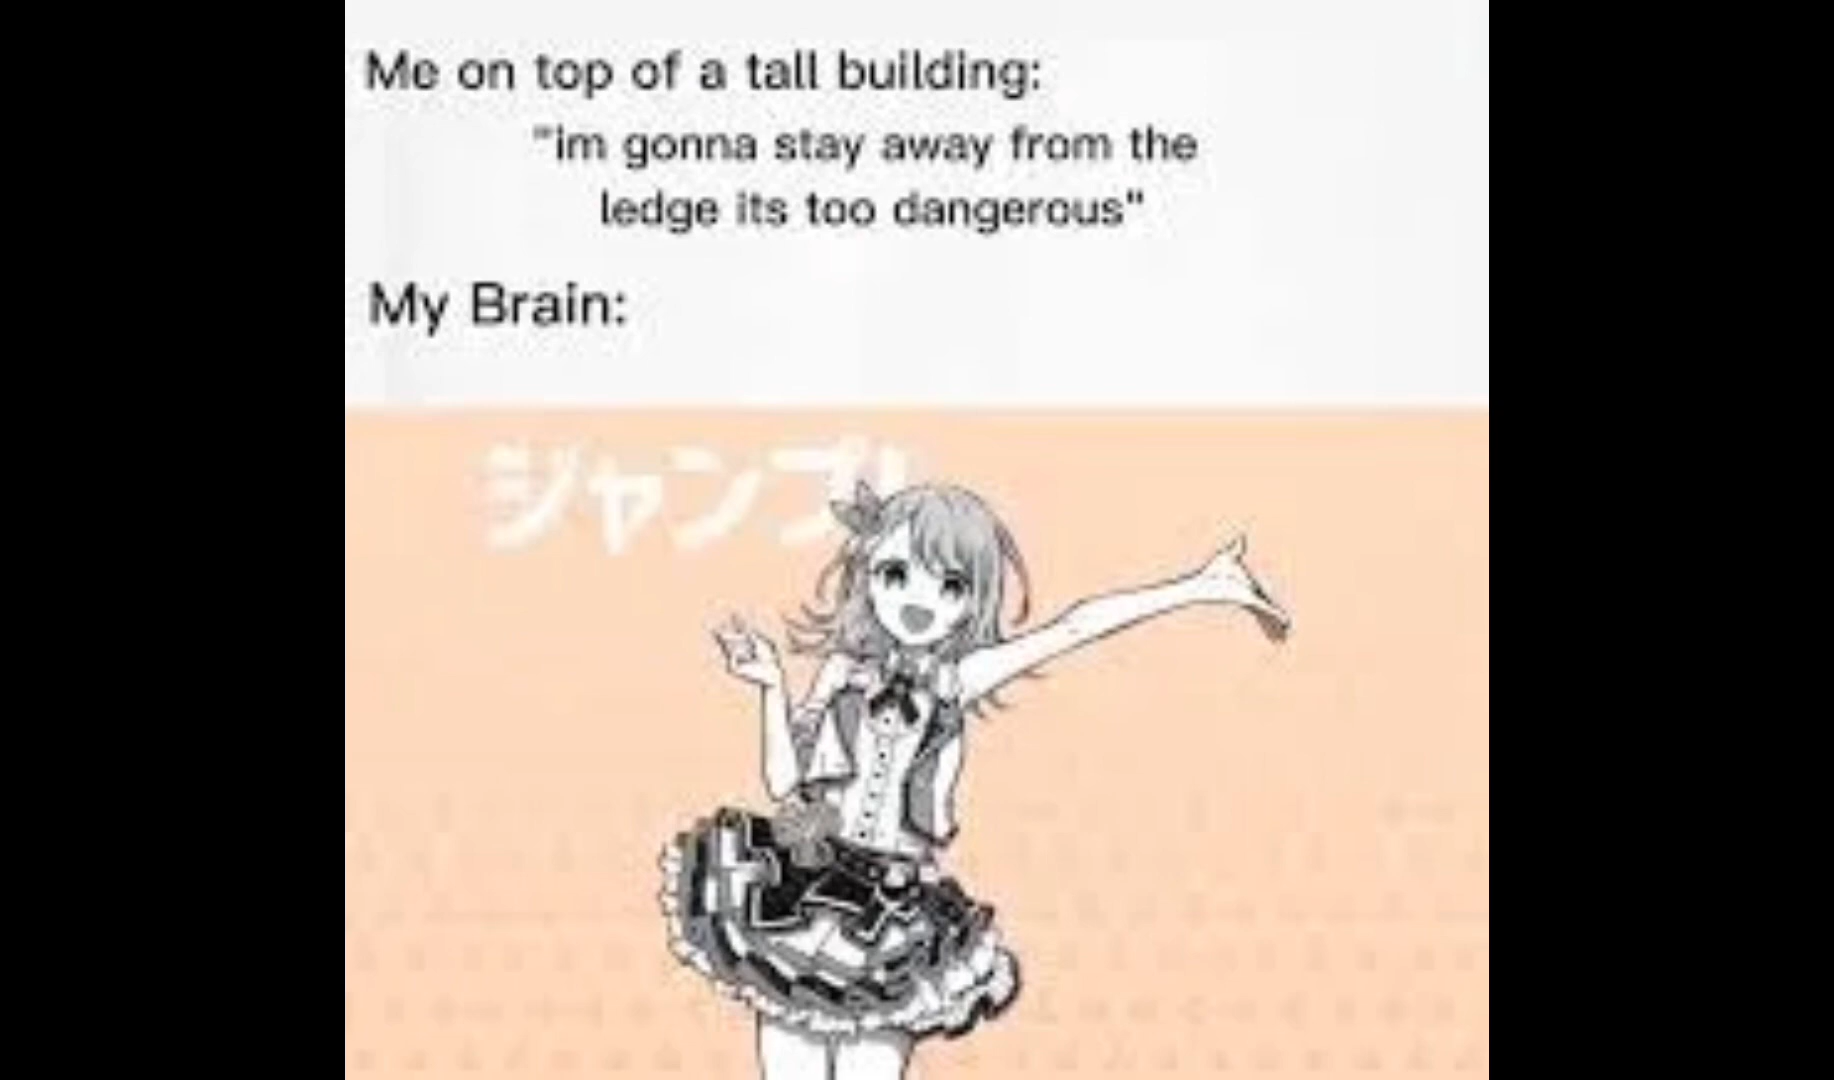 Me on top of a tall building:
"im gonna stay away from the
ledge its too dangerous"
My Brain:
ジャンプ!